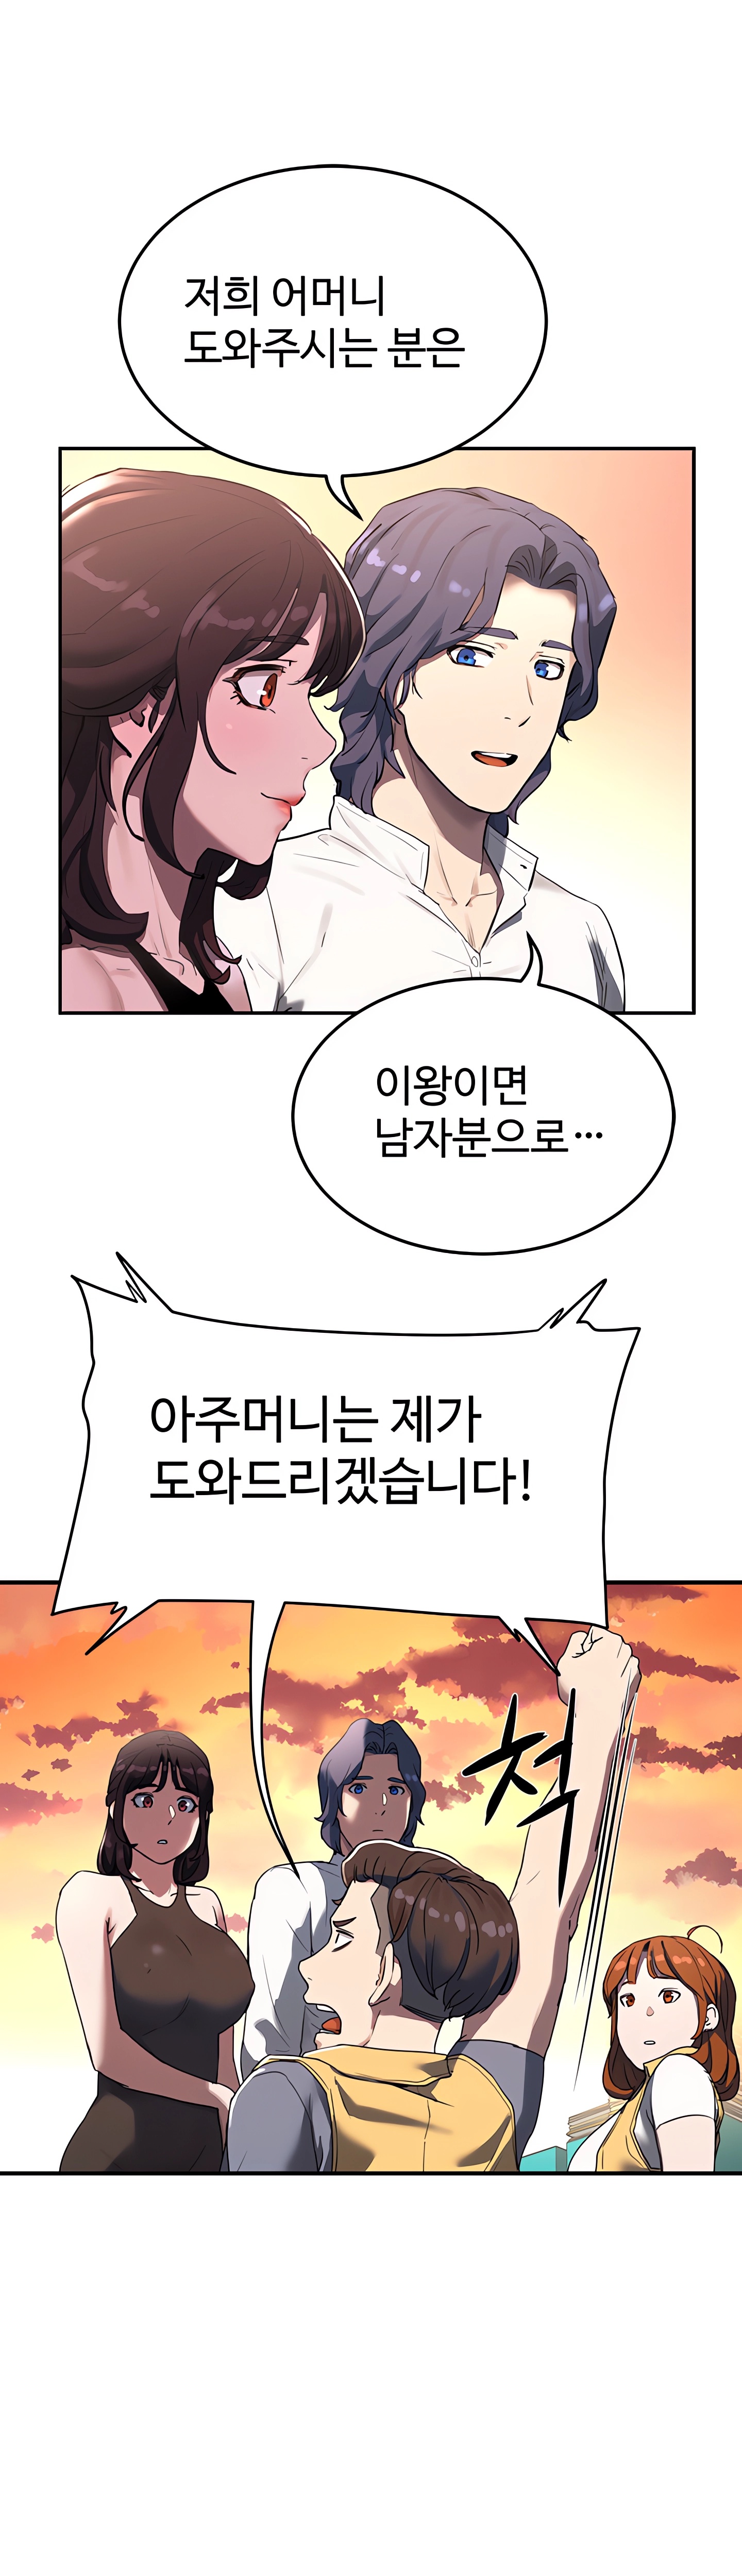 저희 어머니
도와주시는 분은
이왕이면
남자분으로…
아주머니는 제가
도와드리겠습니다!
척